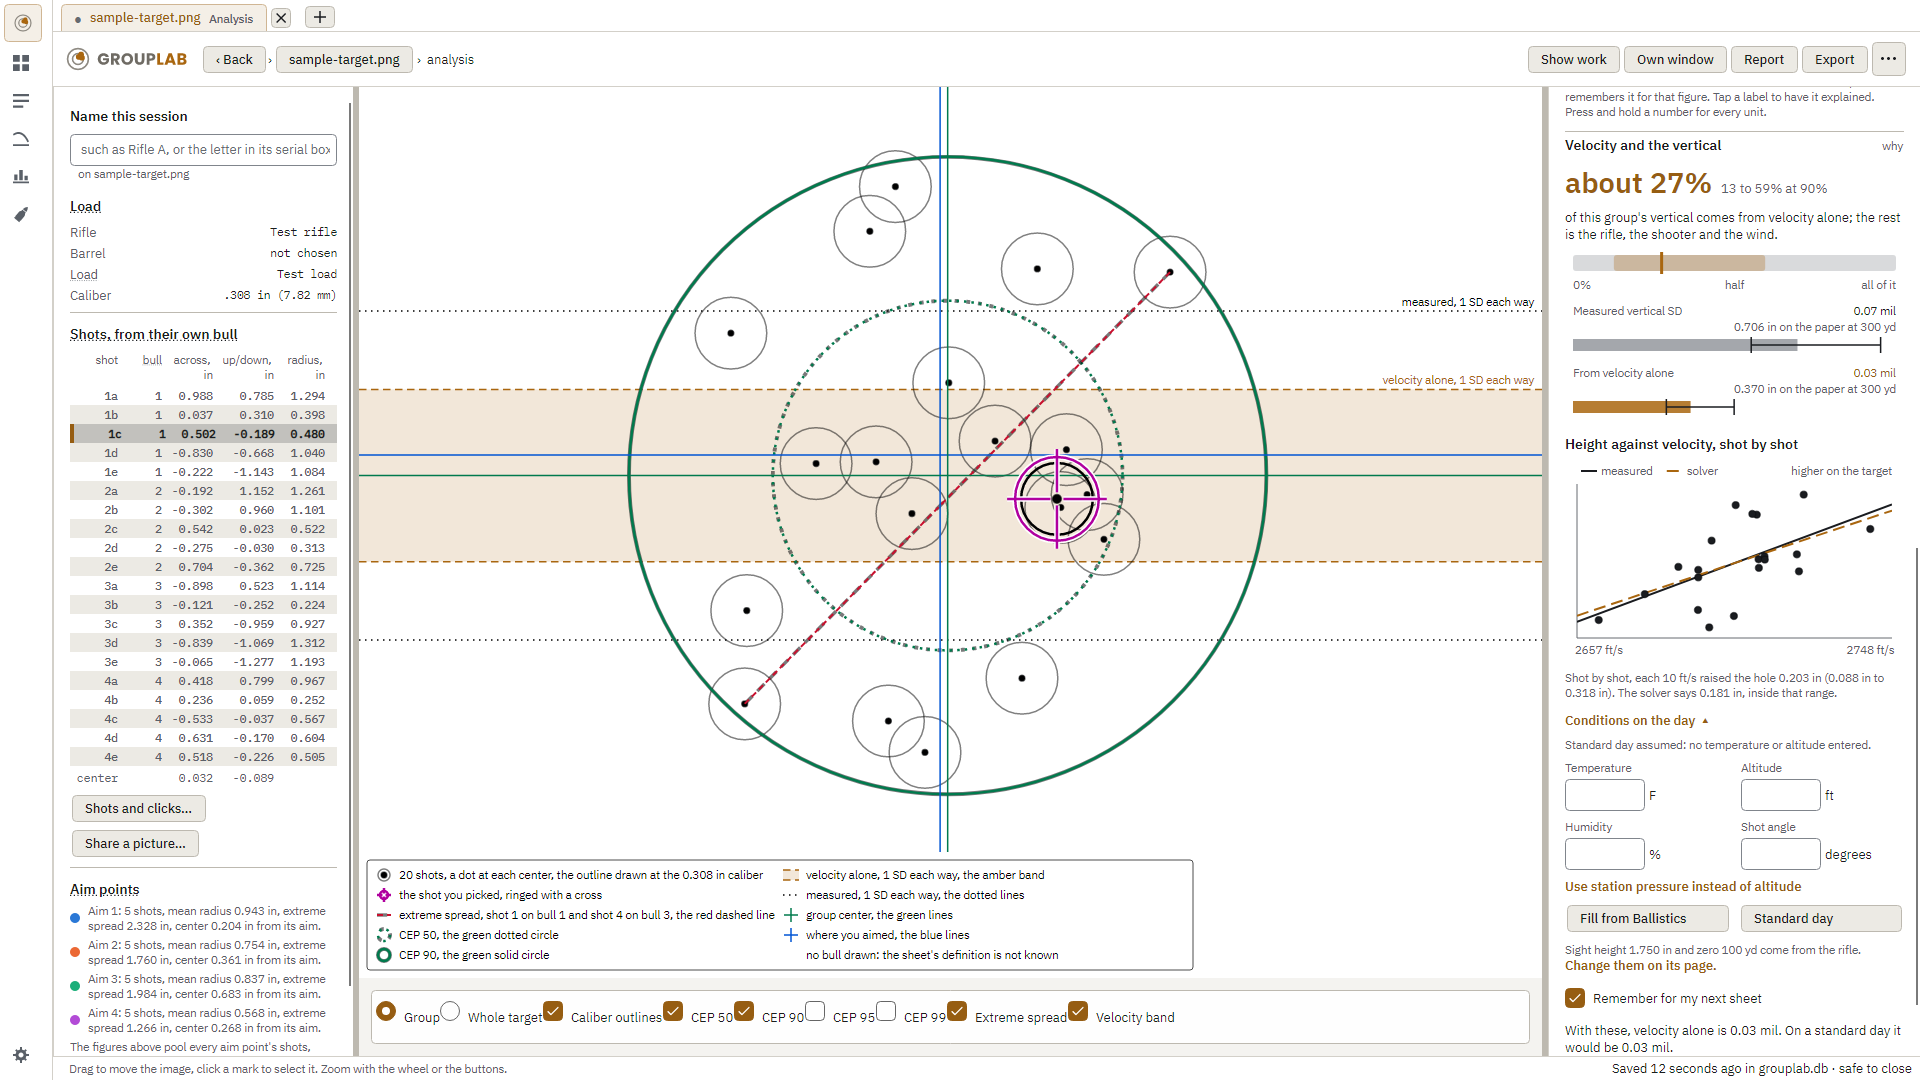 sample-target.png Analysis
GROUPLAB
‹ Back › sample-target.png › analysis
Show work
Own window
Report
Export
Name this session
such as Rifle A, or the letter in its serial box
on sample-target.png
Load
Rifle Test rifle
Barrel not chosen
Load Test load
Caliber .308 in (7.82 mm)
Shots, from their own bull
shot bull across, in up/down, in radius, in
1a 1 0.988 0.785 1.294
1b 1 0.037 0.310 0.398
1c 1 0.502 -0.189 0.480
1d 1 -0.830 -0.668 1.040
1e 1 -0.222 -1.143 1.084
2a 2 -0.192 1.152 1.261
2b 2 -0.302 0.960 1.101
2c 2 0.542 0.023 0.522
2d 2 -0.275 -0.030 0.313
2e 2 0.704 -0.362 0.725
3a 3 -0.898 0.523 1.114
3b 3 -0.121 -0.252 0.224
3c 3 0.352 -0.959 0.927
3d 3 -0.839 -1.069 1.312
3e 3 -0.065 -1.277 1.193
4a 4 0.418 0.799 0.967
4b 4 0.236 0.059 0.252
4c 4 -0.533 -0.037 0.567
4d 4 0.631 -0.170 0.604
4e 4 0.518 -0.226 0.505
center 0.032 -0.089
Shots and clicks...
Share a picture...
Aim points
Aim 1: 5 shots, mean radius 0.943 in, extreme
spread 2.328 in, center 0.204 in from its aim.
Aim 2: 5 shots, mean radius 0.754 in, extreme
spread 1.760 in, center 0.361 in from its aim.
Aim 3: 5 shots, mean radius 0.837 in, extreme
spread 1.984 in, center 0.683 in from its aim.
Aim 4: 5 shots, mean radius 0.568 in, extreme
spread 1.266 in, center 0.268 in from its aim.
The figures above pool every aim point's shots,
measured, 1 SD each way
velocity alone, 1 SD each way
20 shots, a dot at each center, the outline drawn at the 0.308 in caliber
the shot you picked, ringed with a cross
extreme spread, shot 1 on bull 1 and shot 4 on bull 3, the red dashed line
CEP 50, the green dotted circle
CEP 90, the green solid circle
velocity alone, 1 SD each way, the amber band
measured, 1 SD each way, the dotted lines
group center, the green lines
where you aimed, the blue lines
no bull drawn: the sheet's definition is not known
Group Whole target Caliber outlines CEP 50 CEP 90 CEP 95 CEP 99 Extreme spread Velocity band
remembers it for that figure. Tap a label to have it explained.
Press and hold a number for every unit.
Velocity and the vertical why
about 27% 13 to 59% at 90%
of this group's vertical comes from velocity alone; the rest
is the rifle, the shooter and the wind.
0% half all of it
Measured vertical SD 0.07 mil
0.706 in on the paper at 300 yd
From velocity alone 0.03 mil
0.370 in on the paper at 300 yd
Height against velocity, shot by shot
measured solver higher on the target
2657 ft/s 2748 ft/s
Shot by shot, each 10 ft/s raised the hole 0.203 in (0.088 in to
0.318 in). The solver says 0.181 in, inside that range.
Conditions on the day ▲
Standard day assumed: no temperature or altitude entered.
Temperature Altitude
F ft
Humidity Shot angle
% degrees
Use station pressure instead of altitude
Fill from Ballistics Standard day
Sight height 1.750 in and zero 100 yd come from the rifle.
Change them on its page.
Remember for my next sheet
With these, velocity alone is 0.03 mil. On a standard day it
would be 0.03 mil.
Drag to move the image, click a mark to select it. Zoom with the wheel or the buttons.
Saved 12 seconds ago in grouplab.db · safe to close